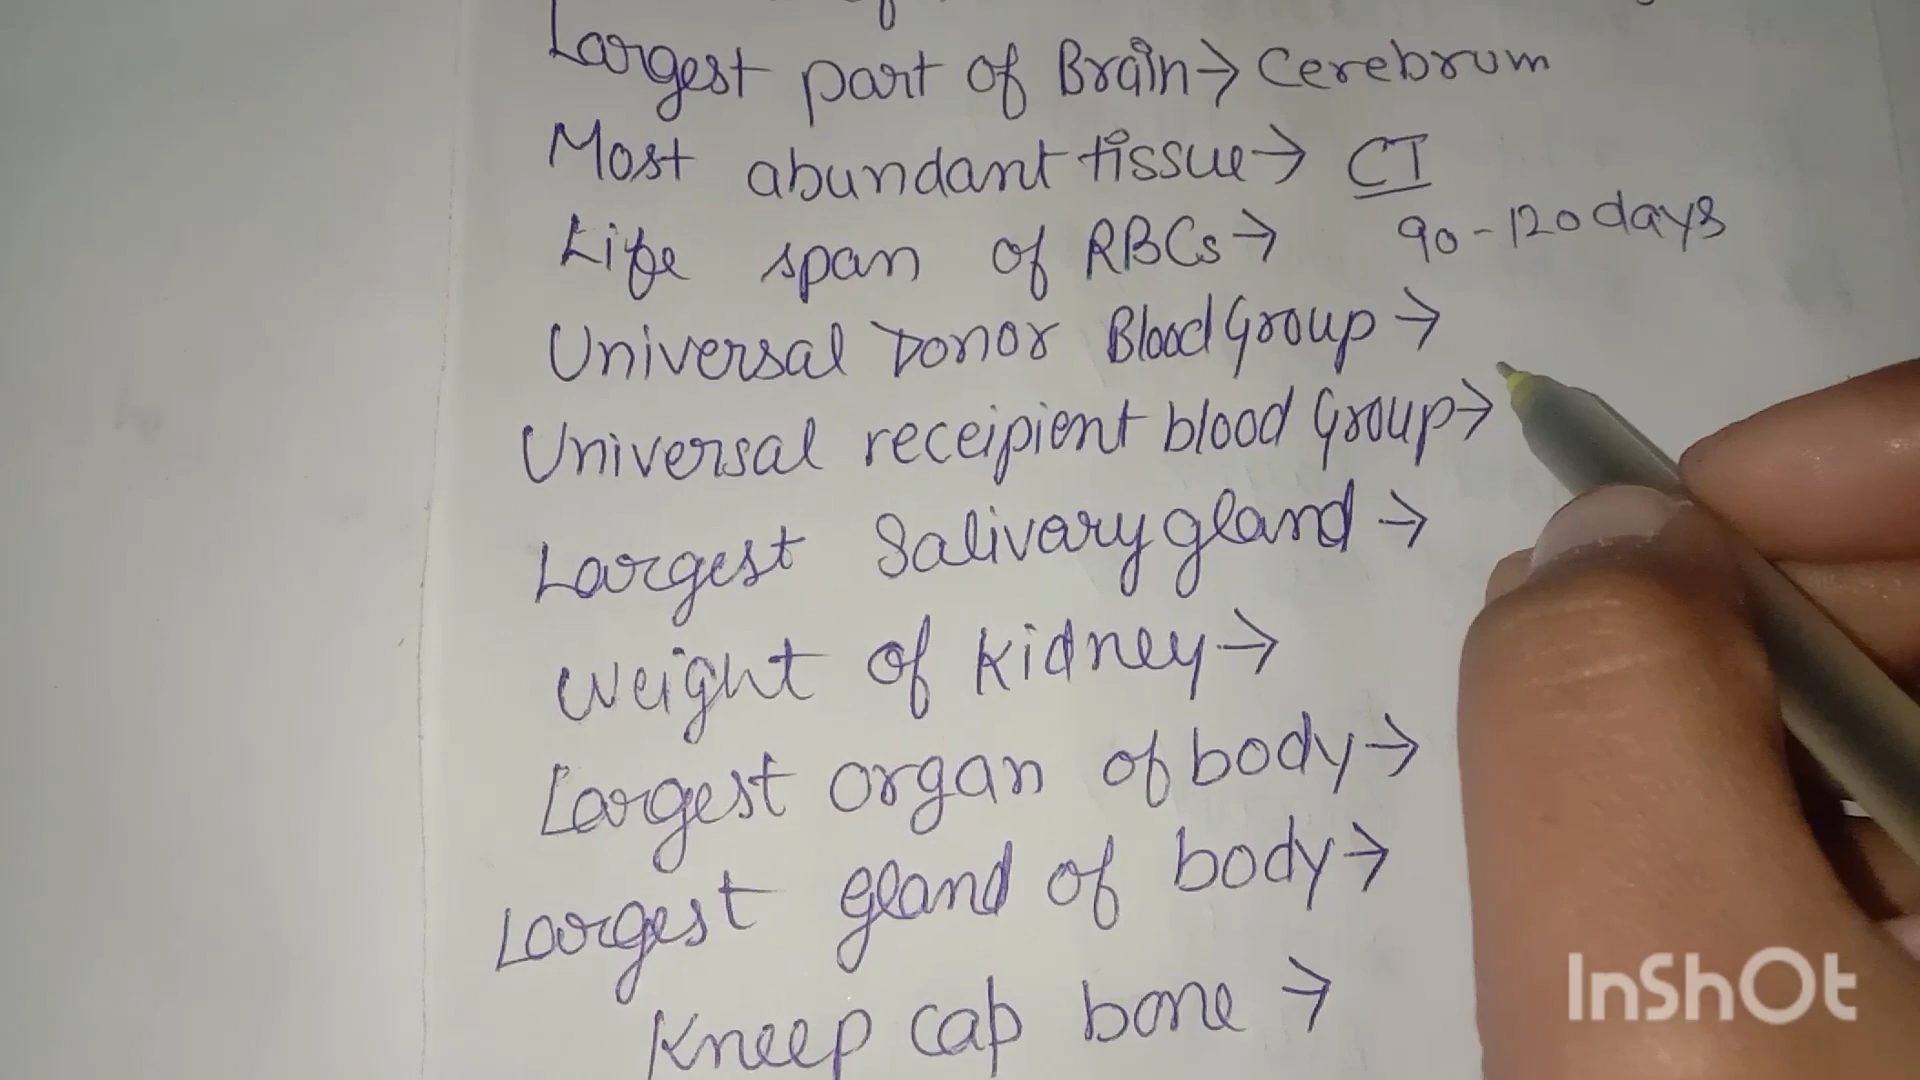 Largest part of Brain → Cerebrum
Most abundant tissue → CT
Life span of RBCs → 90-120 days
Universal Donor Blood Group →
Universal receipient blood Group →
Largest Salivary gland →
Weight of Kidney →
Largest organ of body →
Largest gland of body →
Kneep cap bone →
InShOt